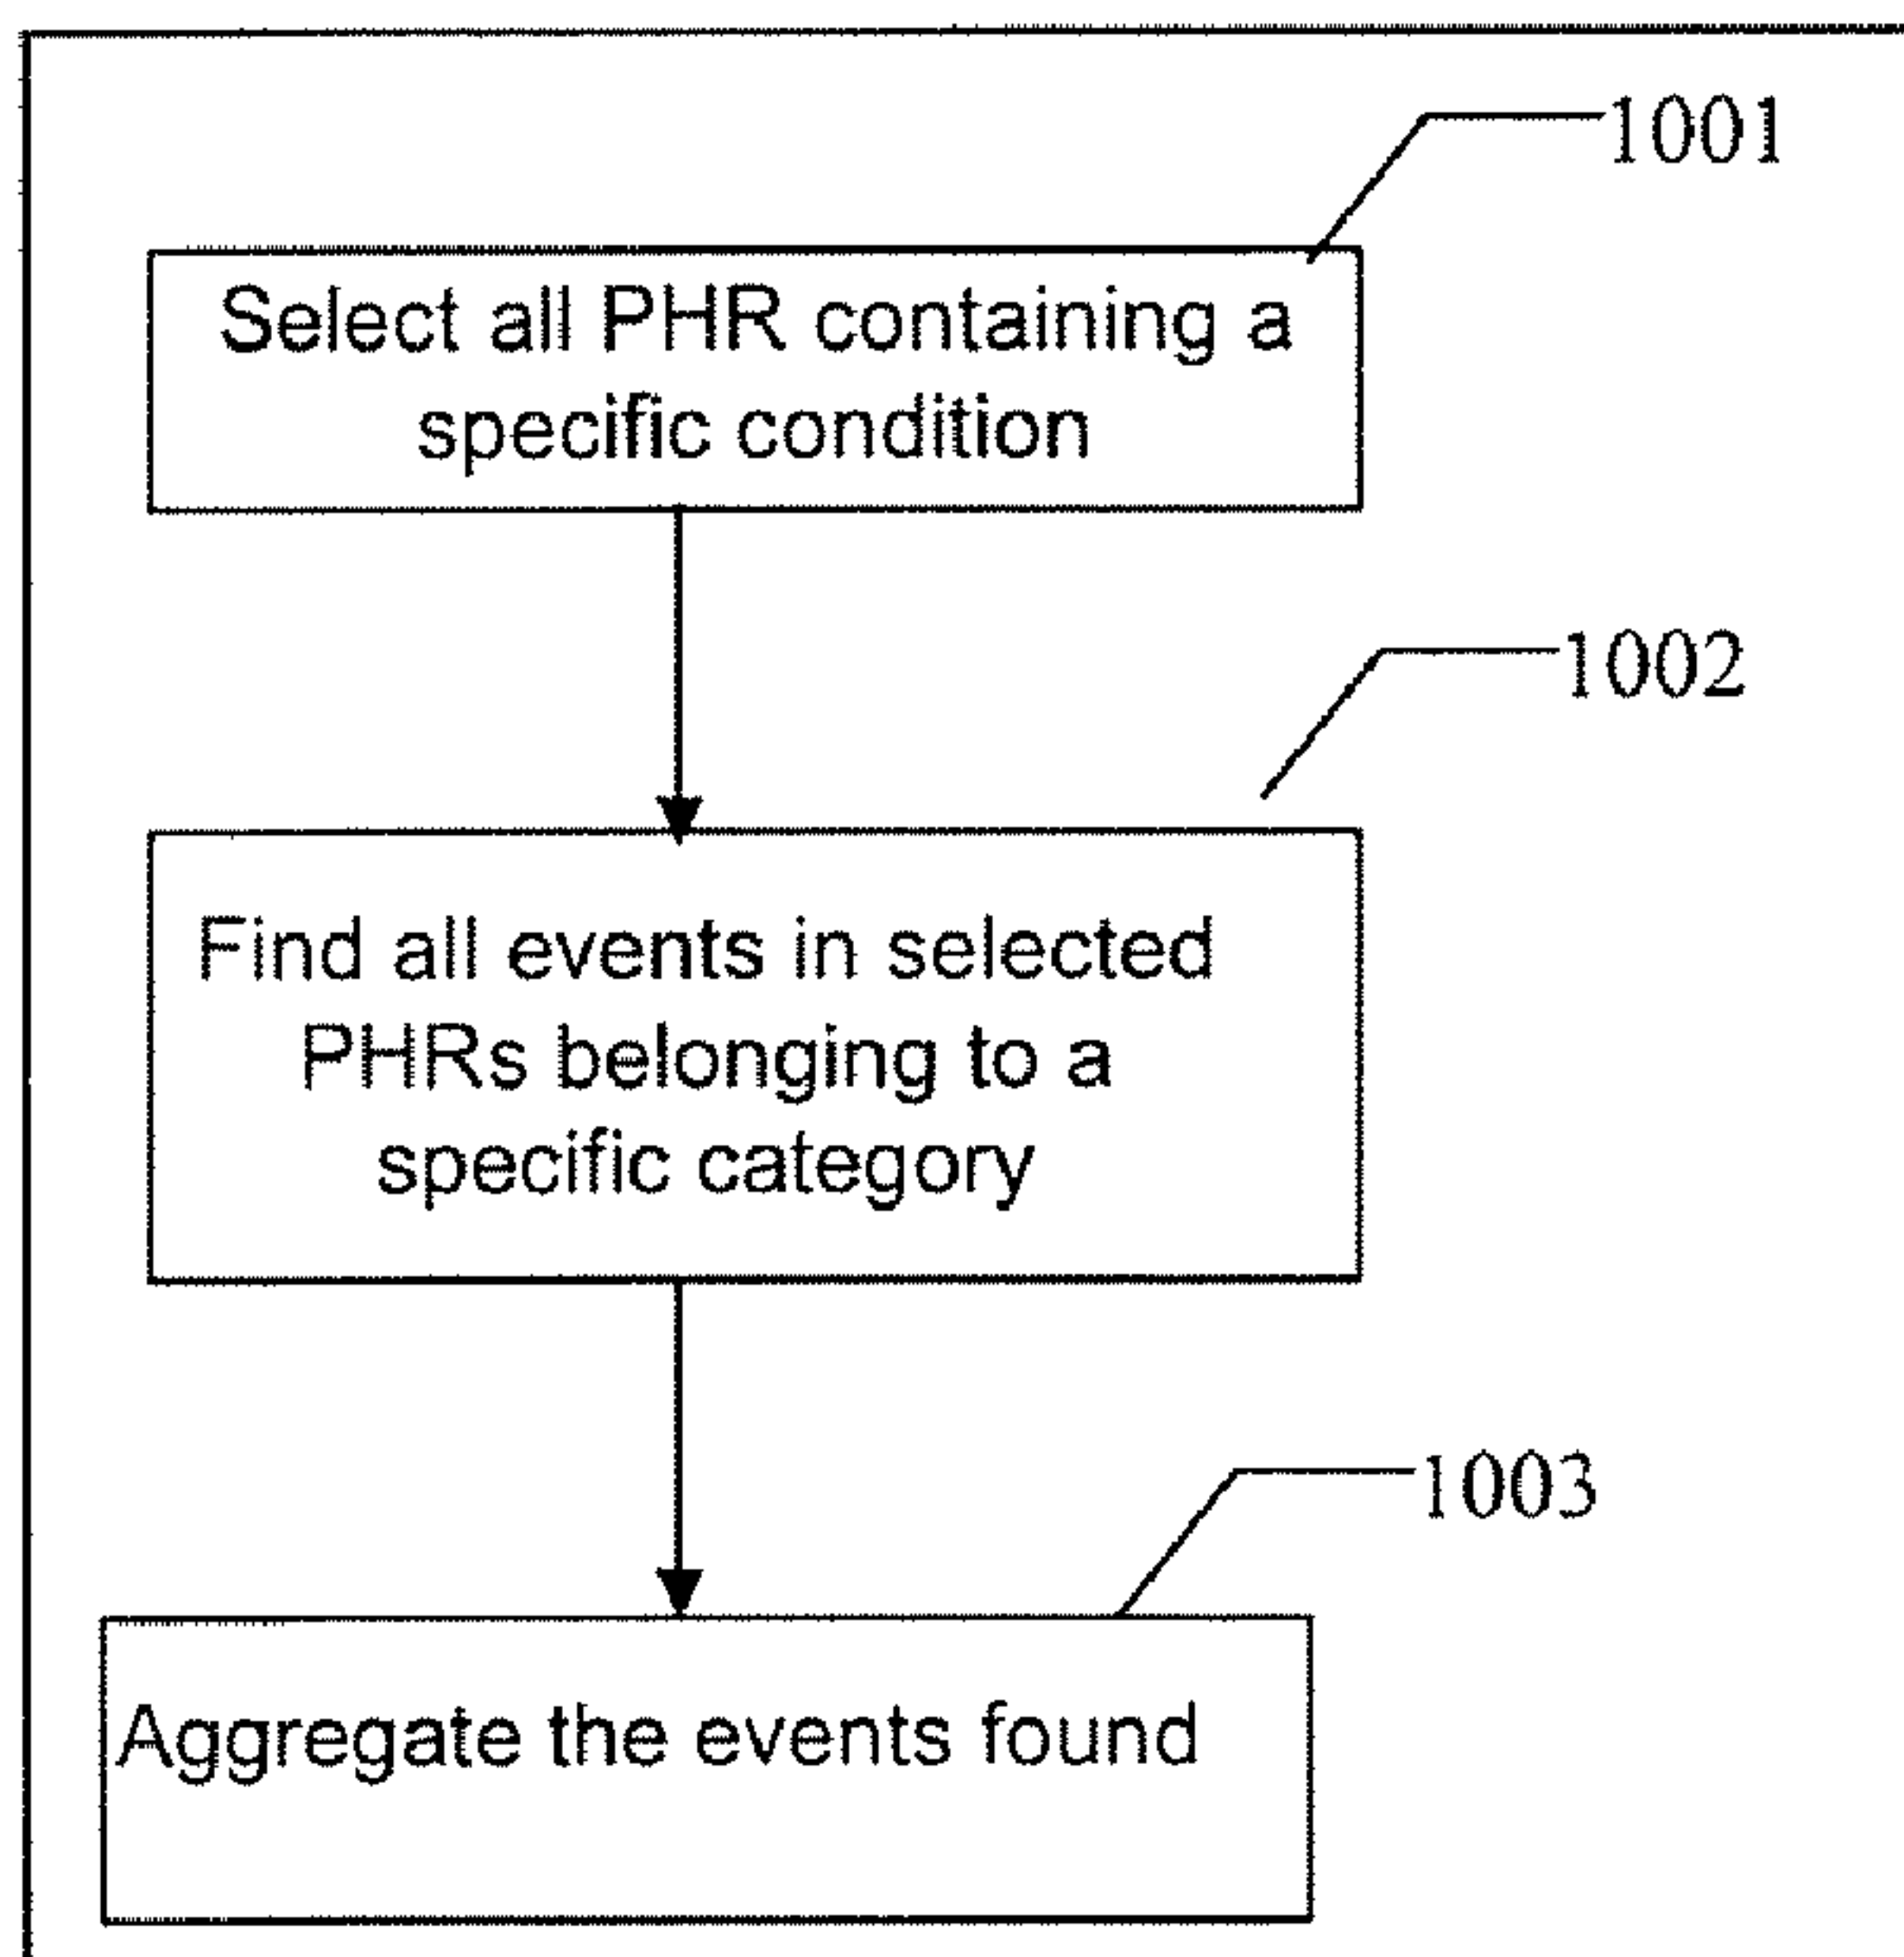 1001
Select all PHR containing a
specific condition
1002
Find all events in selected
PHRs belonging to a
specific category
1003
Aggregate the events found